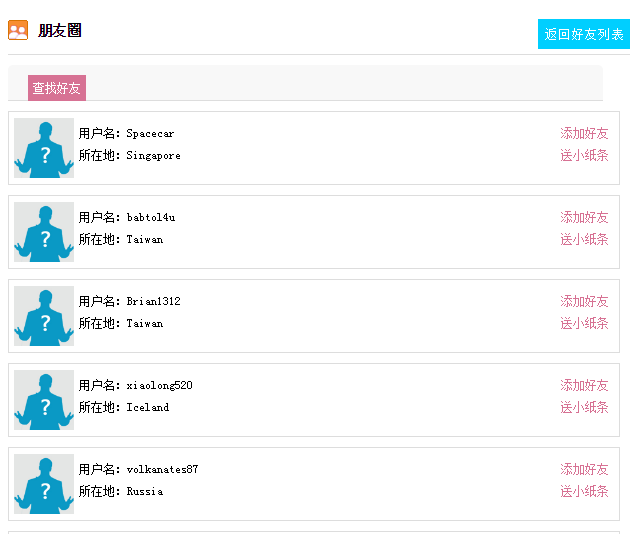 朋友圈
返回好友列表
查找好友
用户名：Spacecar
添加好友
所在地：Singapore
送小纸条
用户名：babtol4u
添加好友
所在地：Taiwan
送小纸条
用户名：Brian1312
添加好友
所在地：Taiwan
送小纸条
用户名：xiaolong520
添加好友
所在地：Iceland
送小纸条
用户名：volkanates87
添加好友
所在地：Russia
送小纸条